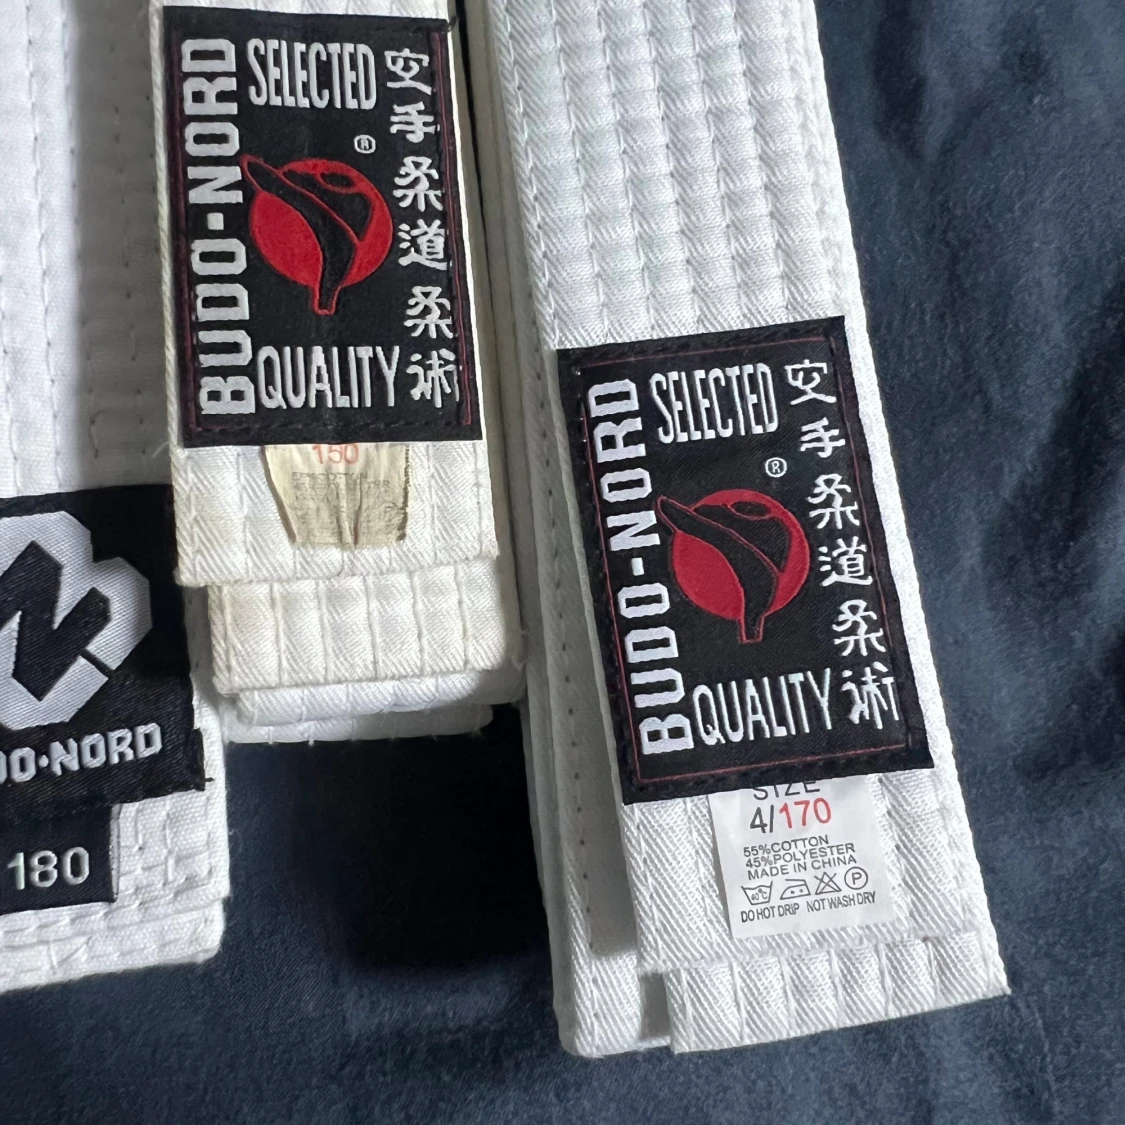 BUDO-NORD
SELECTED
®
QUALITY
空手柔道柔術
150
BUDO-NORD
SELECTED
®
QUALITY
空手柔道柔術
SIZE
4/170
55%COTTON
45%POLYESTER
MADE IN CHINA
40°C P
DO HOT DRIP NOT WASH DRY
DO·NORD
180